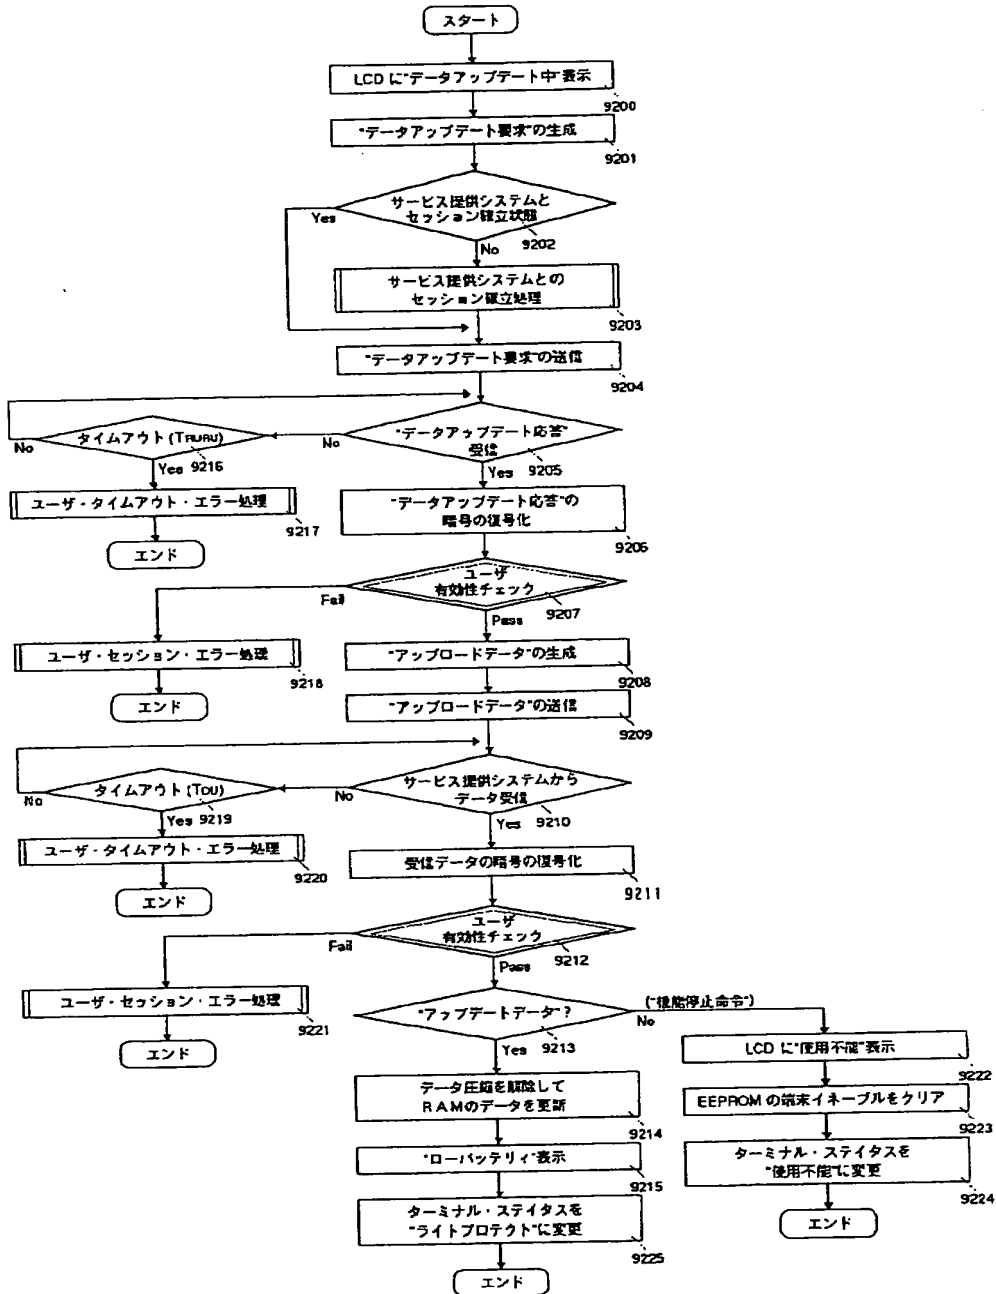 スタート
LCD に"データアップデート中"表示
9200
"データアップデート要求"の生成
9201
サービス提供システムと
セッション確立状態
9202
Yes
No
サービス提供システムとの
セッション確立処理
9203
"データアップデート要求"の送信
9204
"データアップデート応答"
受信
9205
No
Yes
タイムアウト (TRURU)
9216
No
Yes
ユーザ・タイムアウト・エラー処理
9217
エンド
"データアップデート応答"の
暗号の復号化
9206
ユーザ
有効性チェック
9207
Fail
Pass
ユーザ・セッション・エラー処理
9218
エンド
"アップロードデータ"の生成
9208
"アップロードデータ"の送信
9209
サービス提供システムから
データ受信
9210
No
Yes
タイムアウト (TDU)
9219
No
Yes
ユーザ・タイムアウト・エラー処理
9220
エンド
受信データの暗号の復号化
9211
ユーザ
有効性チェック
9212
Fail
Pass
ユーザ・セッション・エラー処理
9221
エンド
"アップデートデータ"?
9213
("機能停止命令")
No
Yes
データ圧縮を解除して
RAMのデータを更新
9214
"ローバッテリィ"表示
9215
ターミナル・ステイタスを
"ライトプロテクト"に変更
9225
エンド
LCD に"使用不能"表示
9222
EEPROM の端末イネーブルをクリア
9223
ターミナル・ステイタスを
"使用不能"に変更
9224
エンド